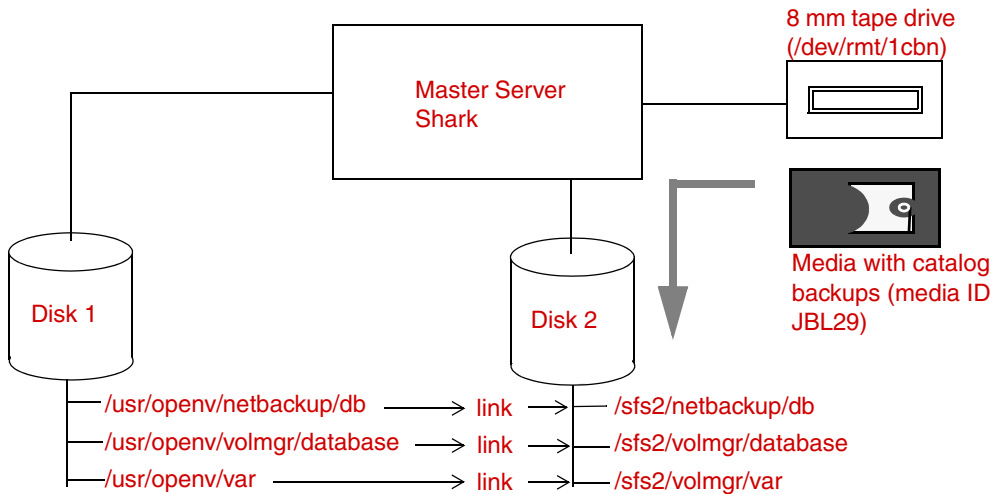 8 mm tape drive
(/dev/rmt/1cbn)
Master Server
Shark
Media with catalog
backups (media ID
JBL29)
Disk 1
Disk 2
/usr/openv/netbackup/db link /sfs2/netbackup/db
/usr/openv/volmgr/database link /sfs2/volmgr/database
/usr/openv/var link /sfs2/volmgr/var